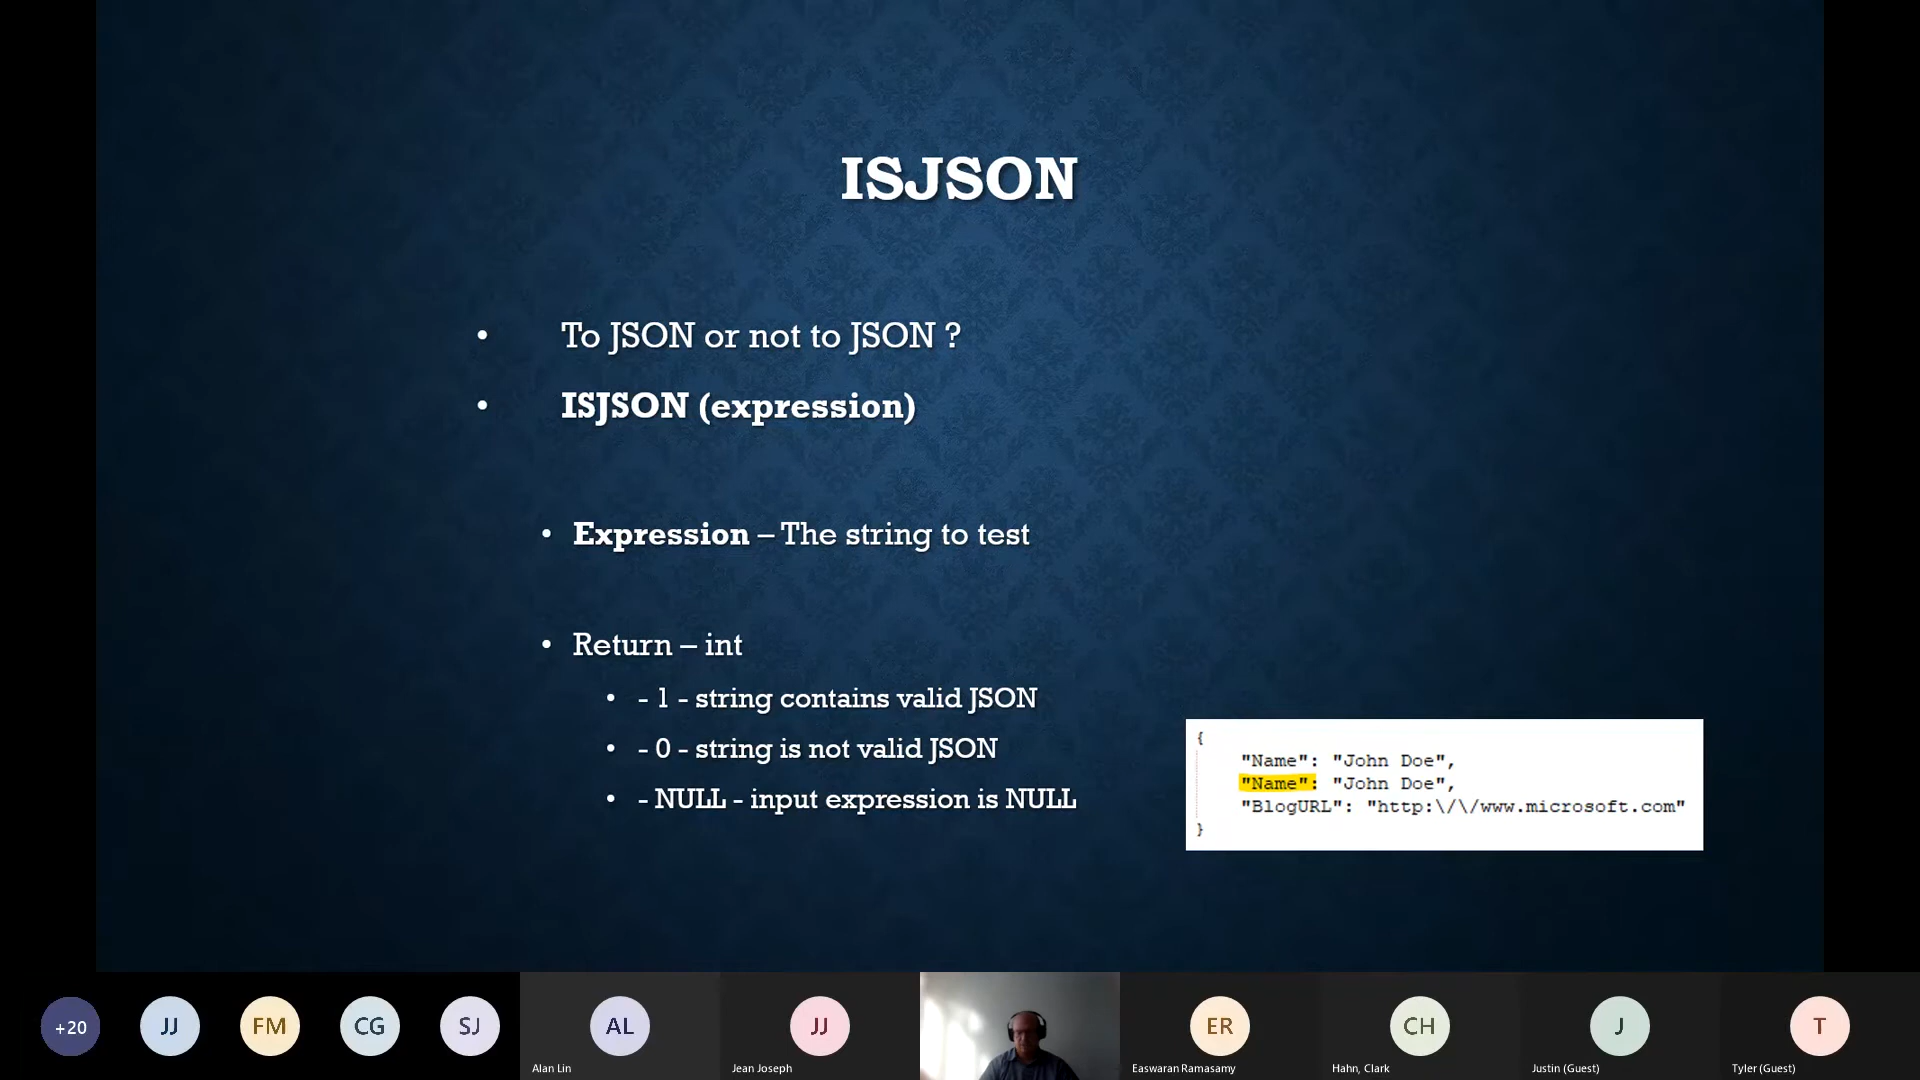 ISJSON
• To JSON or not to JSON ?
• ISJSON (expression)
• Expression – The string to test
• Return – int
• - 1 - string contains valid JSON
• - 0 - string is not valid JSON
• - NULL - input expression is NULL
{
"Name": "John Doe",
"Name": "John Doe",
"BlogURL": "http:\/\/www.microsoft.com"
}
+20
JJ
FM
CG
SJ
AL
JJ
ER
CH
J
T
Alan Lin
Jean Joseph
Easwaran Ramasamy
Hahn, Clark
Justin (Guest)
Tyler (Guest)